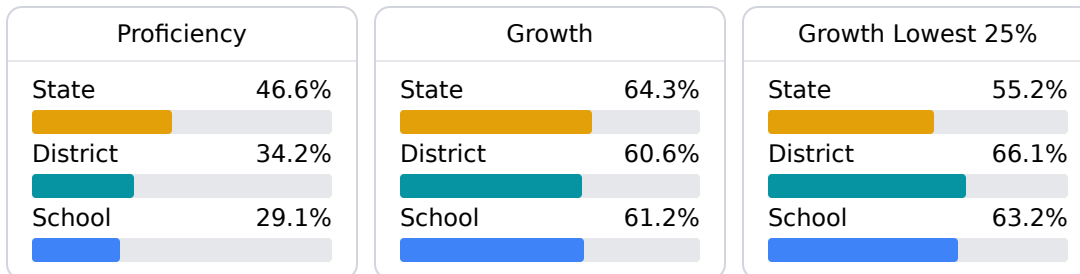 Proficiency
State 46.6%
District 34.2%
School 29.1%
Growth
State 64.3%
District 60.6%
School 61.2%
Growth Lowest 25%
State 55.2%
District 66.1%
School 63.2%